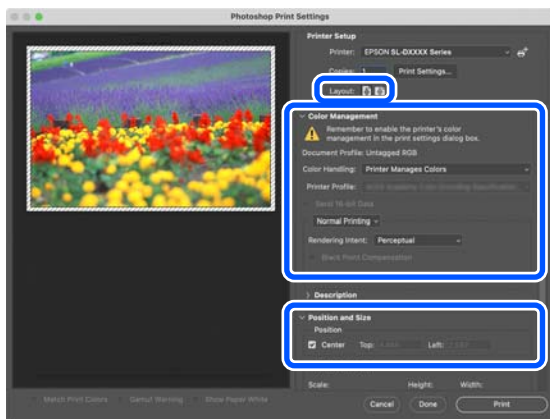 Photoshop Print Settings
Printer Setup
Printer: EPSON SL-DXXXX Series
Copies: 1 Print Settings...
Layout:
Color Management
Remember to enable the printer's color
management in the print settings dialog box.
Document Profile: Untagged RGB
Color Handling: Printer Manages Colors
Printer Profile:
Send 16-bit Data
Normal Printing
Rendering Intent: Perceptual
Black Point Compensation
Description
Position and Size
Position
Center Top: Left:
Scale: Height: Width:
Match Print Colors Gamut Warning Show Paper White
Cancel Done Print